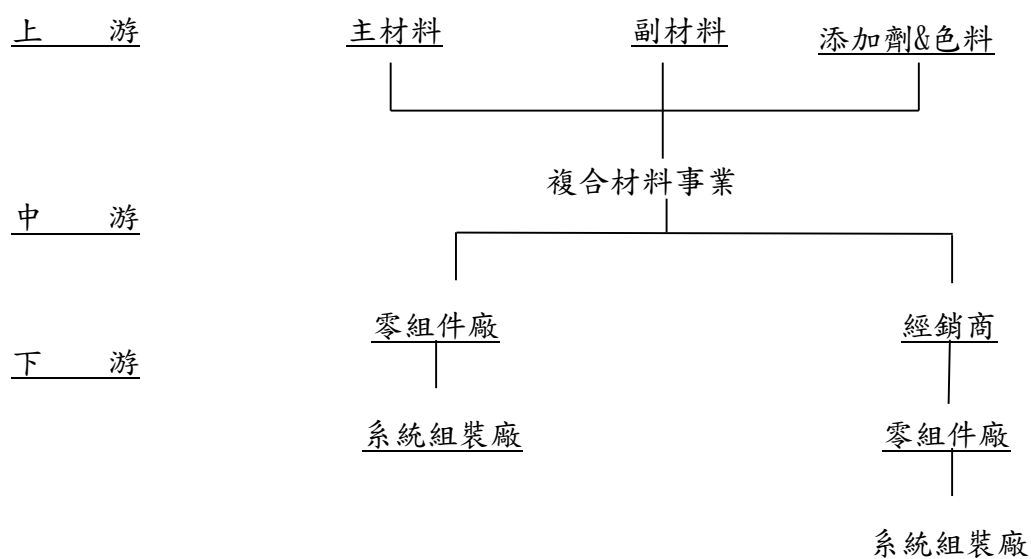 上 游 主材料 副材料 添加劑&色料
複合材料事業
中 游
零組件廠 經銷商
下 游
系統組裝廠 零組件廠
系統組裝廠